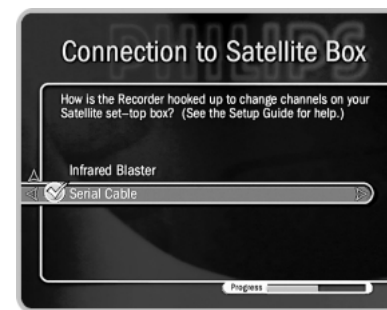 PHILIPS
Connection to Satellite Box
How is the Recorder hooked up to change channels on your
Satellite set–top box? (See the Setup Guide for help.)
Infrared Blaster
Serial Cable
Progress